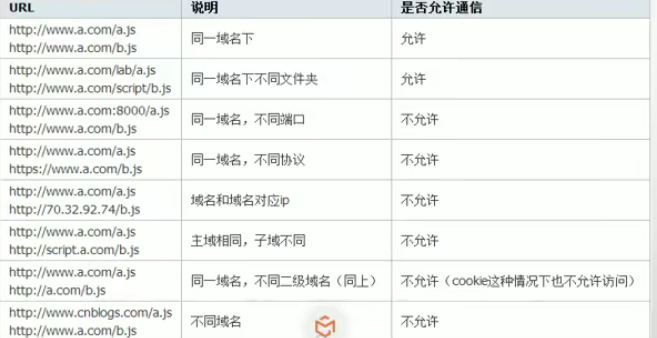 URL 说明 是否允许通信
http://www.a.com/a.js
http://www.a.com/b.js
同一域名下 允许
http://www.a.com/lab/a.js
http://www.a.com/script/b.js
同一域名下不同文件夹 允许
http://www.a.com:8000/a.js
http://www.a.com/b.js
同一域名，不同端口 不允许
http://www.a.com/a.js
https://www.a.com/b.js
同一域名，不同协议 不允许
http://www.a.com/a.js
http://70.32.92.74/b.js
域名和域名对应ip 不允许
http://www.a.com/a.js
http://script.a.com/b.js
主域相同，子域不同 不允许
http://www.a.com/a.js
http://a.com/b.js
同一域名，不同二级域名（同上） 不允许（cookie这种情况下也不允许访问）
http://www.cnblogs.com/a.js
http://www.a.com/b.js
不同域名 不允许